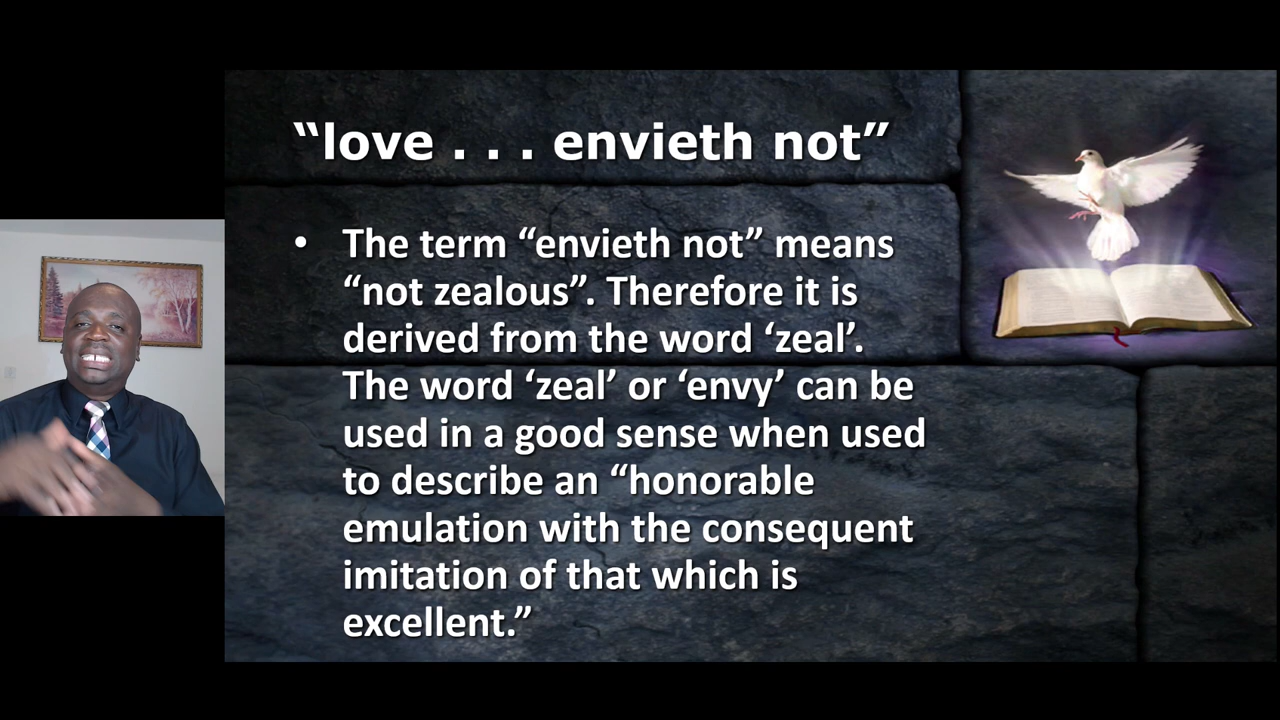 “love . . . envieth not”
• The term “envieth not” means
“not zealous”. Therefore it is
derived from the word ‘zeal’.
The word ‘zeal’ or ‘envy’ can be
used in a good sense when used
to describe an “honorable
emulation with the consequent
imitation of that which is
excellent.”